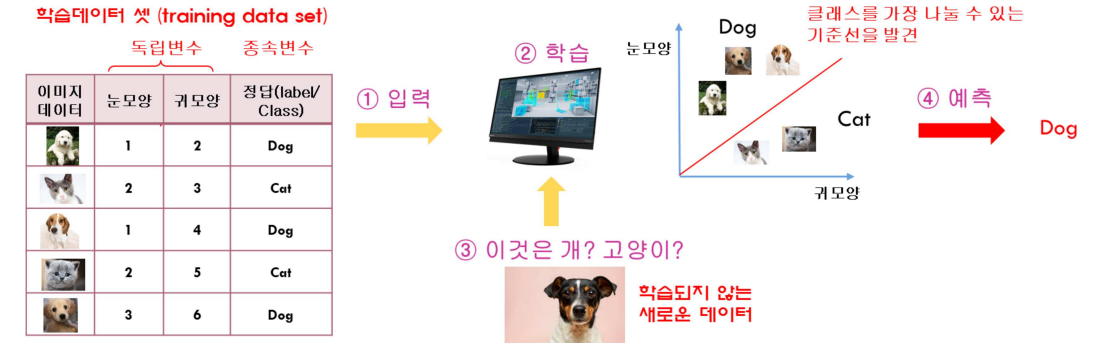 학습데이터 셋 (training data set)
독립변수 종속변수
이미지 데이터 눈모양 귀모양 정답(label/Class)
1 2 Dog
2 3 Cat
1 4 Dog
2 5 Cat
3 6 Dog
① 입력
② 학습
③ 이것은 개? 고양이?
학습되지 않는
새로운 데이터
클래스를 가장 나눌 수 있는
기준선을 발견
눈모양
Dog
Cat
귀모양
④ 예측
Dog